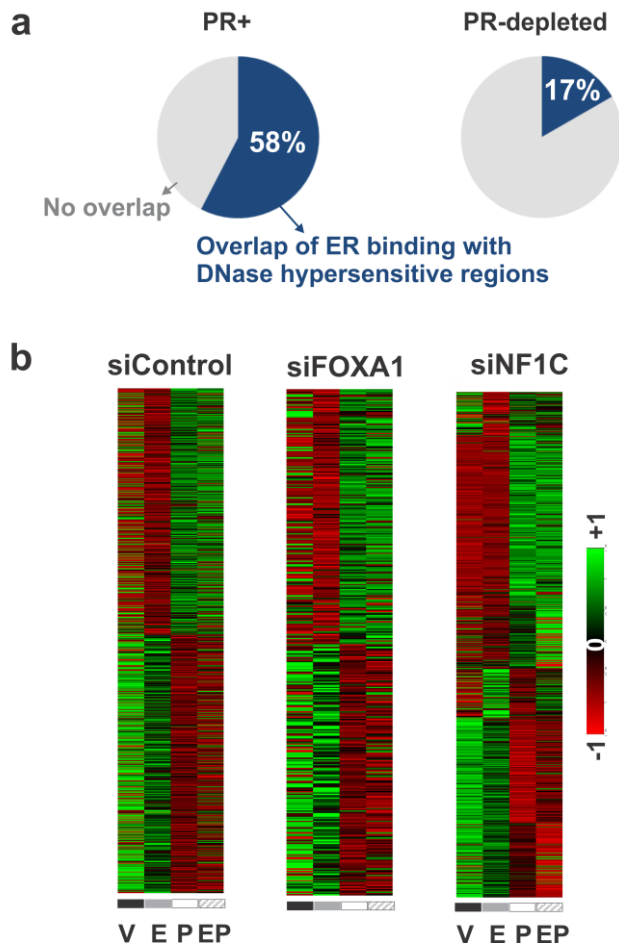 a
PR+
PR-depleted
58%
17%
No overlap
Overlap of ER binding with
DNase hypersensitive regions
b
siControl
siFOXA1
siNF1C
+1
0
-1
V E P EP
V E P EP